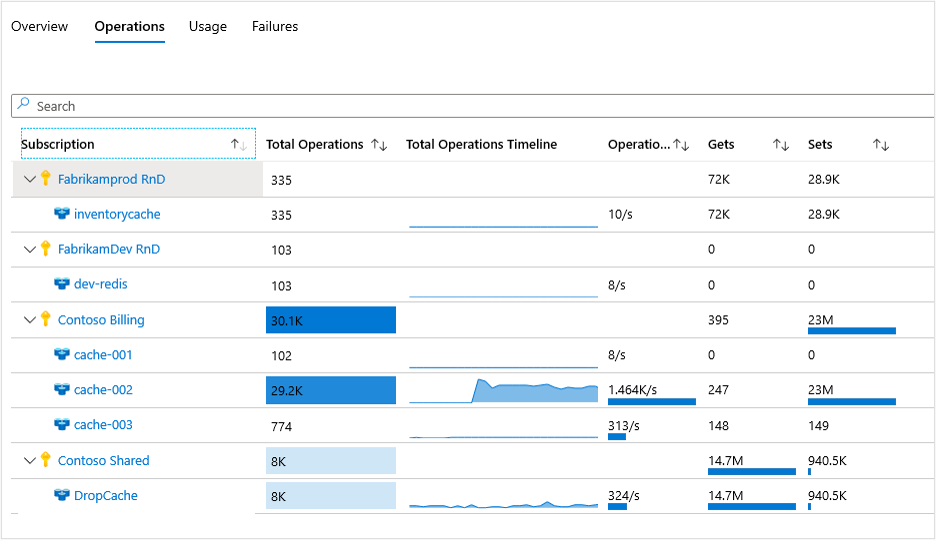 Overview Operations Usage Failures
Search
Subscription Total Operations Total Operations Timeline Operatio... Gets Sets
Fabrikamprod RnD 335 72K 28.9K
inventorycache 335 10/s 72K 28.9K
FabrikamDev RnD 103 0 0
dev-redis 103 8/s 0 0
Contoso Billing 30.1K 395 23M
cache-001 102 8/s 0 0
cache-002 29.2K 1.464K/s 247 23M
cache-003 774 313/s 148 149
Contoso Shared 8K 14.7M 940.5K
DropCache 8K 324/s 14.7M 940.5K